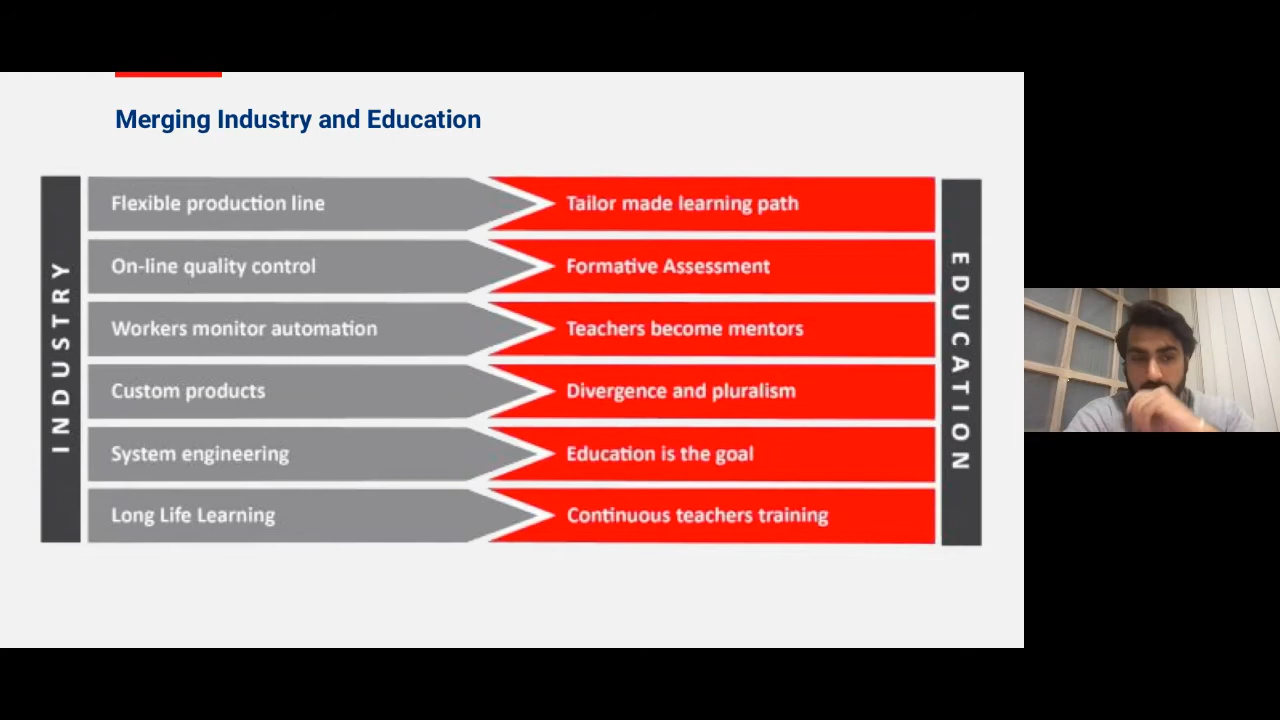 Merging Industry and Education
INDUSTRY
Flexible production line
Tailor made learning path
On-line quality control
Formative Assessment
Workers monitor automation
Teachers become mentors
Custom products
Divergence and pluralism
System engineering
Education is the goal
Long Life Learning
Continuous teachers training
EDUCATION